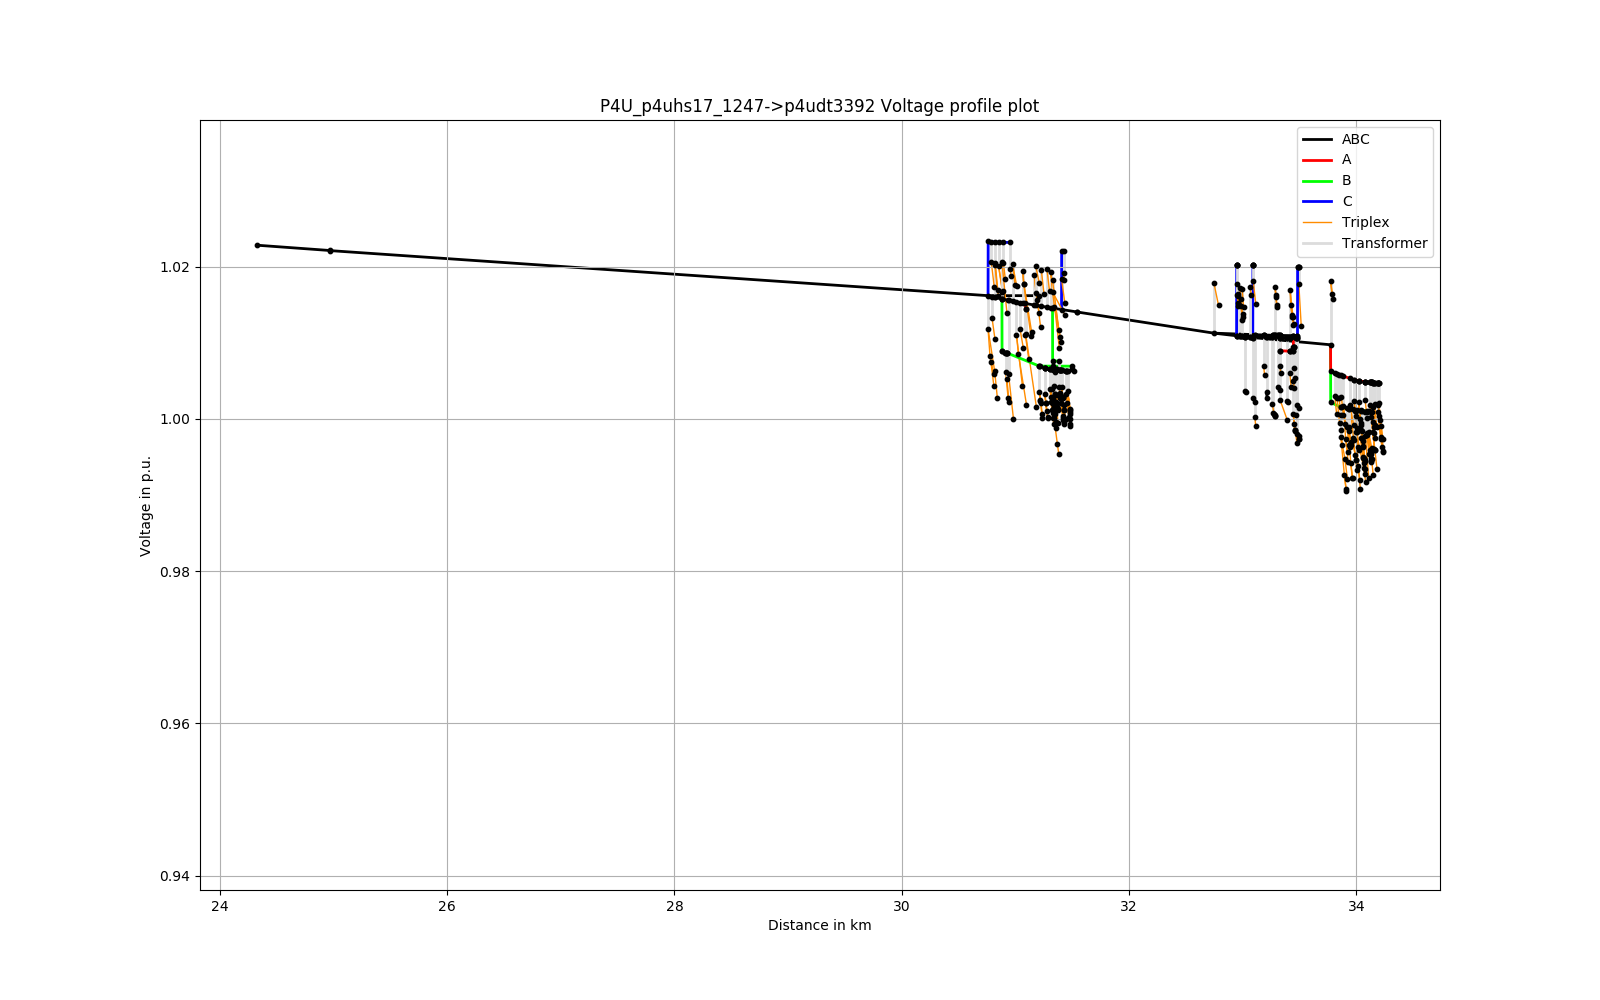 P4U_p4uhs17_1247->p4udt3392 Voltage profile plot
ABC
A
B
C
Triplex
Transformer
Voltage in p.u.
1.02
1.00
0.98
0.96
0.94
24 26 28 30 32 34
Distance in km